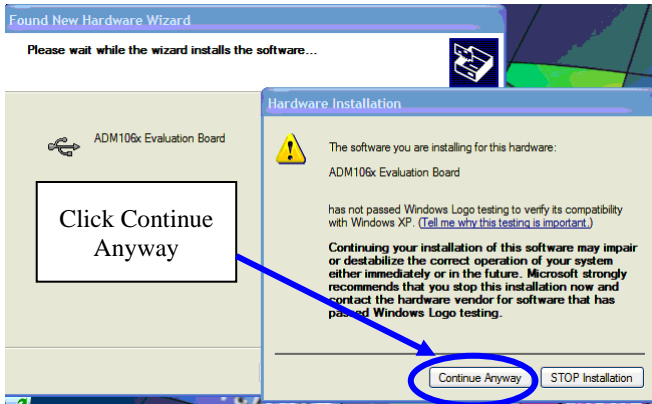 Found New Hardware Wizard
Please wait while the wizard installs the software...
ADM106x Evaluation Board
Click Continue
Anyway
Hardware Installation
The software you are installing for this hardware:
ADM106x Evaluation Board
has not passed Windows Logo testing to verify its compatibility
with Windows XP. (Tell me why this testing is important.)
Continuing your installation of this software may impair
or destabilize the correct operation of your system
either immediately or in the future. Microsoft strongly
recommends that you stop this installation now and
contact the hardware vendor for software that has
passed Windows Logo testing.
Continue Anyway
STOP Installation